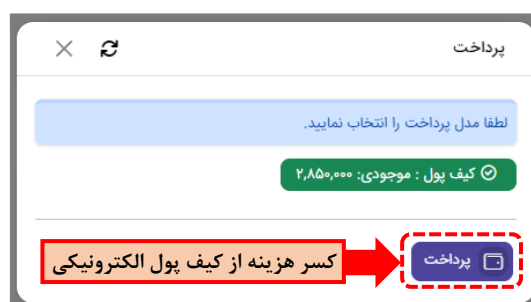 پرداخت
لطفا مدل پرداخت را انتخاب نمایید.
کیف پول : موجودی: ۲,۸۵۰,۰۰۰
پرداخت
کسر هزینه از کیف پول الکترونیکی